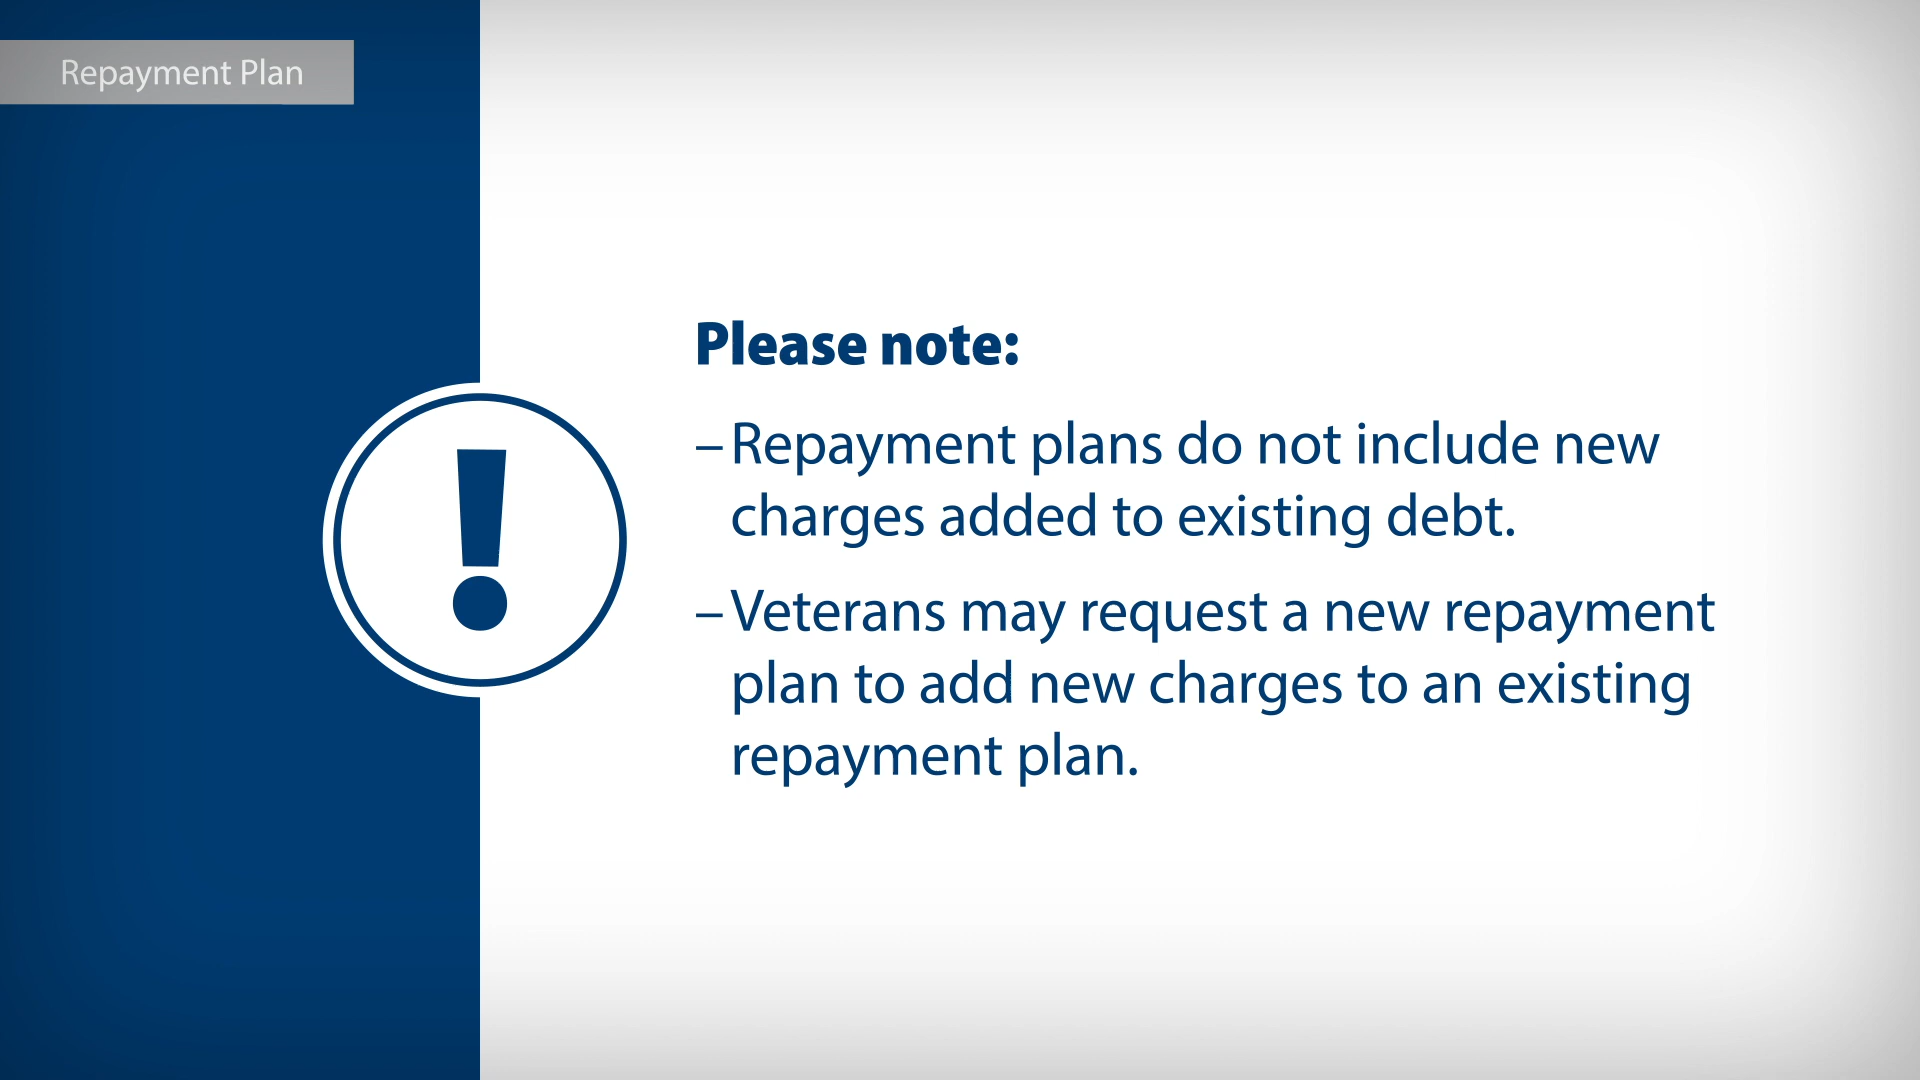 Repayment Plan
!
Please note:
– Repayment plans do not include new
charges added to existing debt.
– Veterans may request a new repayment
plan to add new charges to an existing
repayment plan.